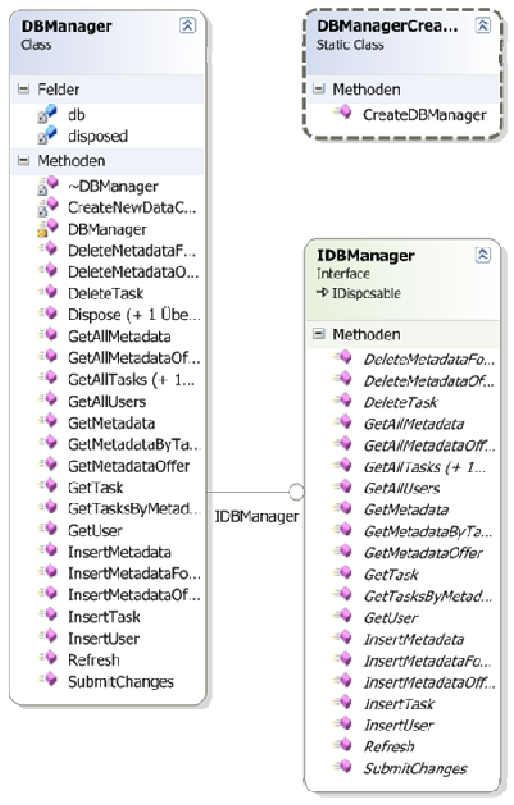 DBManager
Class
Felder
db
disposed
Methoden
~DBManager
CreateNewDataC...
DBManager
DeleteMetadataF...
DeleteMetadataO...
DeleteTask
Dispose (+ 1 Übe...
GetAllMetadata
GetAllMetadataOf...
GetAllTasks (+ 1...
GetAllUsers
GetMetadata
GetMetadataByTa...
GetMetadataOffer
GetTask
GetTasksByMetad...
GetUser
InsertMetadata
InsertMetadataFo...
InsertMetadataOf...
InsertTask
InsertUser
Refresh
SubmitChanges
IDBManager
DBManagerCrea...
Static Class
Methoden
CreateDBManager
IDBManager
Interface
IDisposable
Methoden
DeleteMetadataFo...
DeleteMetadataOf...
DeleteTask
GetAllMetadata
GetAllMetadataOff...
GetAllTasks (+ 1...
GetAllUsers
GetMetadata
GetMetadataByTa...
GetMetadataOffer
GetTask
GetTasksByMetad...
GetUser
InsertMetadata
InsertMetadataFo...
InsertMetadataOff...
InsertTask
InsertUser
Refresh
SubmitChanges